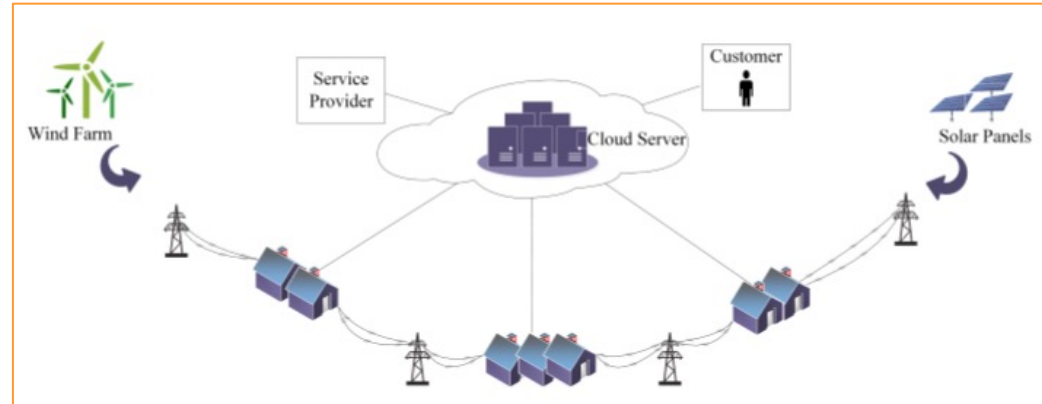 Wind Farm
Service
Provider
Cloud Server
Customer
Solar Panels